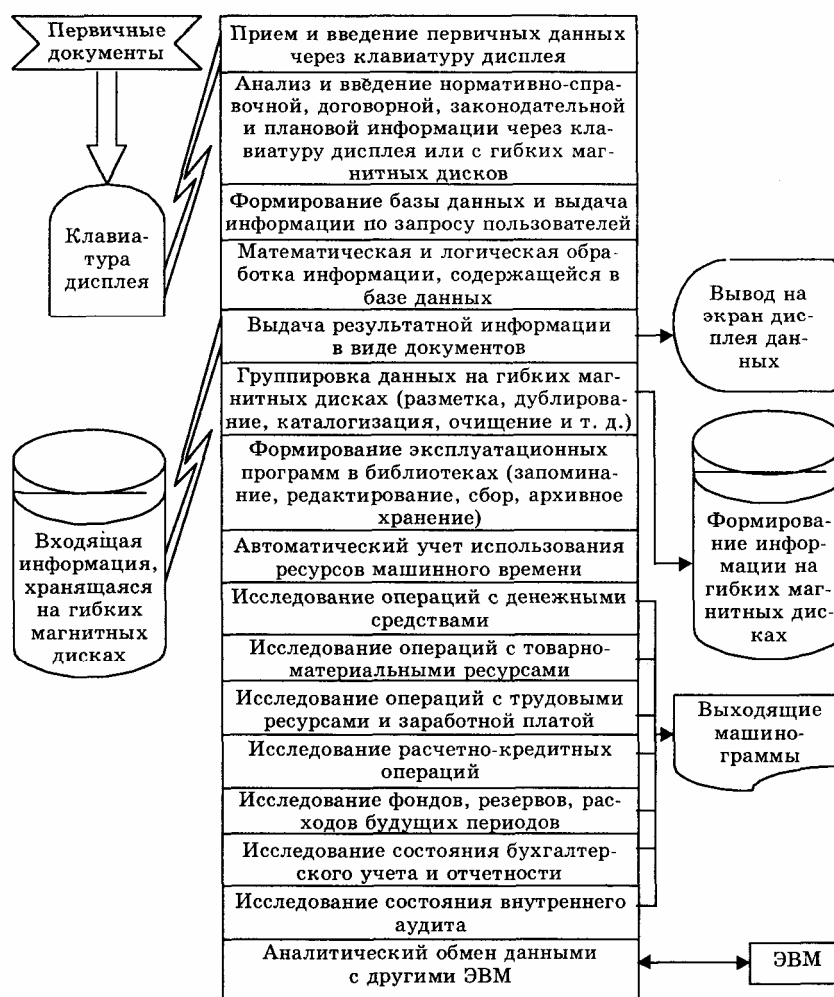 Первичные
документы
Клавиа-
тура
дисплея
Входящая
информация,
хранящаяся
на гибких
магнитных
дисках
Прием и введение первичных данных
через клавиатуру дисплея
Анализ и введение нормативно-спра-
вочной, договорной, законодательной
и плановой информации через кла-
виатуру дисплея или с гибких маг-
нитных дисков
Формирование базы данных и выдача
информации по запросу пользователей
Математическая и логическая обра-
ботка информации, содержащейся в
базе данных
Выдача результатной информации
в виде документов
Группировка данных на гибких маг-
нитных дисках (разметка, дублирова-
ние, каталогизация, очищение и т. д.)
Формирование эксплуатационных
программ в библиотеках (запомина-
ние, редактирование, сбор, архивное
хранение)
Автоматический учет использования
ресурсов машинного времени
Исследование операций с денежными
средствами
Исследование операций с товарно-
материальными ресурсами
Исследование операций с трудовыми
ресурсами и заработной платой
Исследование расчетно-кредитных
операций
Исследование фондов, резервов, рас-
ходов будущих периодов
Исследование состояния бухгалтер-
ского учета и отчетности
Исследование состояния внутреннего
аудита
Аналитический обмен данными
с другими ЭВМ
Вывод на
экран дис-
плея дан-
ных
Формирова-
ние инфор-
мации на
гибких маг-
нитных дис-
ках
Выходящие
машино-
граммы
ЭВМ